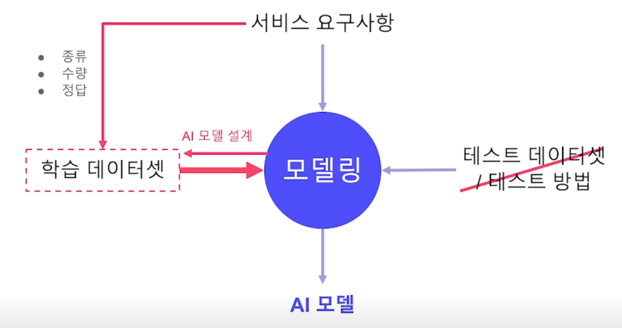 서비스 요구사항
종류
수량
정답
AI 모델 설계
학습 데이터셋
모델링
테스트 데이터셋
/ 테스트 방법
AI 모델